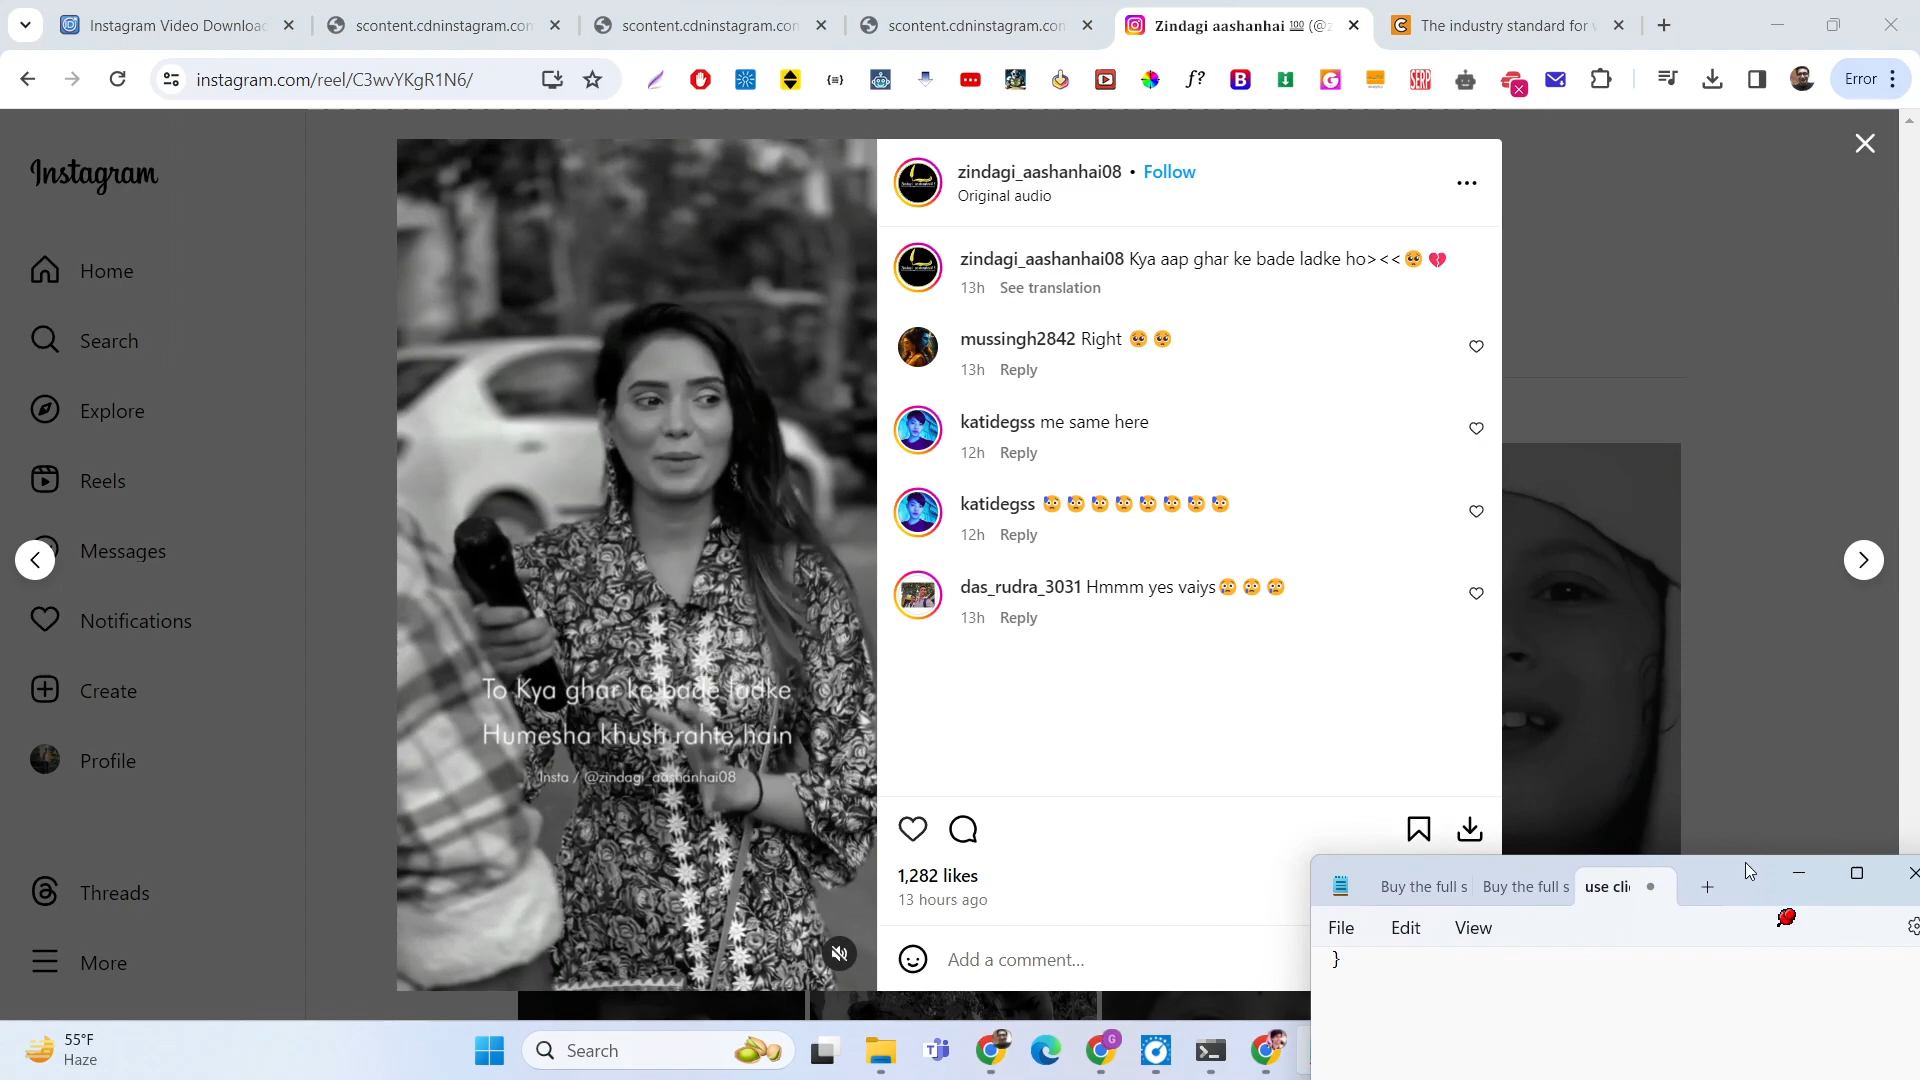 Instagram Video Downloa
scontent.cdninstagram.com
scontent.cdninstagram.com
scontent.cdninstagram.com
Zindagi aashanhai 💯 (@z
The industry standard for w
instagram.com/reel/C3wvYKgR1N6/
Error
Instagram
Home
Search
Explore
Reels
Messages
Notifications
Create
Profile
Threads
More
To Kya ghar ke bade ladke
Humesha khush rahte hain
Insta / @zindagi_aashanhai08
zindagi_aashanhai08 • Follow
Original audio
zindagi_aashanhai08 Kya aap ghar ke bade ladke ho><<🥺💔
13h See translation
mussingh2842 Right 🥺🥺
13h Reply
katidegss me same here
12h Reply
katidegss 😰😰😰😰😰😰😰😰
12h Reply
das_rudra_3031 Hmmm yes vaiys😢😢😢
13h Reply
1,282 likes
13 hours ago
Add a comment...
Buy the full s
Buy the full s
use cli
File Edit View
}
55°F
Haze
Search